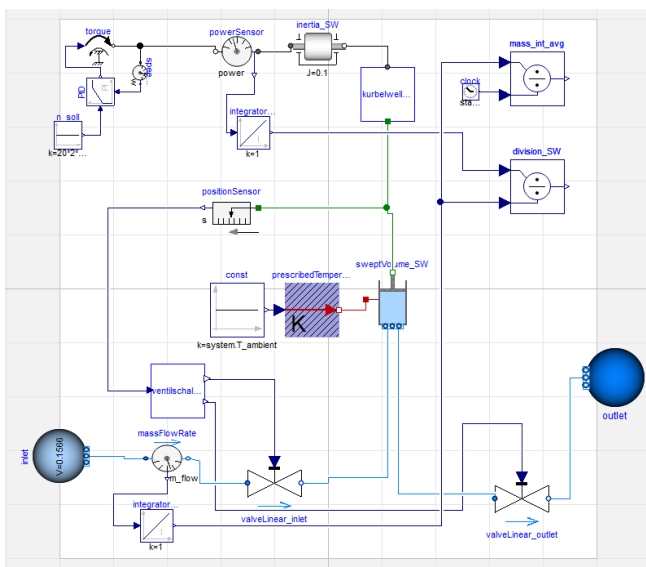 torque
powerSensor
inertia_SW
mass_int_avg
power
J=0.1
PID
clock
sta...
kurbelwell...
n_soll
integrator...
k=20*2*...
k=1
division_SW
positionSensor
s
sweptVolume_SW
const
prescribedTemper...
K
k=system.T_ambient
ventilschal...
outlet
massFlowRate
inlet
V=0.1566
m_flow
integrator...
valveLinear_inlet
k=1
valveLinear_outlet